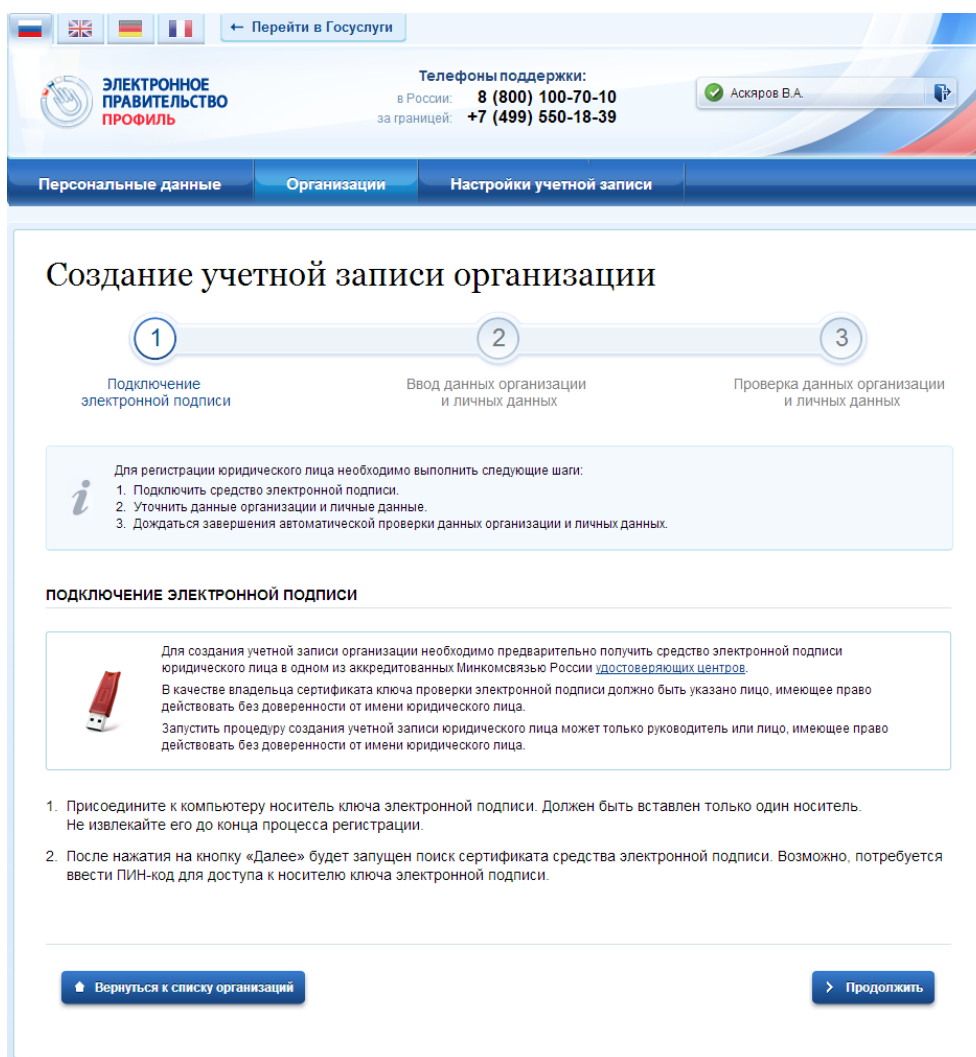 ← Перейти в Госуслуги
ЭЛЕКТРОННОЕ
ПРАВИТЕЛЬСТВО
ПРОФИЛЬ
Телефоны поддержки:
в России: 8 (800) 100-70-10
за границей: +7 (499) 550-18-39
Аскяров В.А.
Персональные данные Организации Настройки учетной записи
Создание учетной записи организации
1 2 3
Подключение
электронной подписи
Ввод данных организации
и личных данных
Проверка данных организации
и личных данных
Для регистрации юридического лица необходимо выполнить следующие шаги:
1. Подключить средство электронной подписи.
2. Уточнить данные организации и личные данные.
3. Дождаться завершения автоматической проверки данных организации и личных данных.
ПОДКЛЮЧЕНИЕ ЭЛЕКТРОННОЙ ПОДПИСИ
Для создания учетной записи организации необходимо предварительно получить средство электронной подписи
юридического лица в одном из аккредитованных Минкомсвязью России удостоверяющих центров.
В качестве владельца сертификата ключа проверки электронной подписи должно быть указано лицо, имеющее право
действовать без доверенности от имени юридического лица.
Запустить процедуру создания учетной записи юридического лица может только руководитель или лицо, имеющее право
действовать без доверенности от имени юридического лица.
1. Присоедините к компьютеру носитель ключа электронной подписи. Должен быть вставлен только один носитель.
Не извлекайте его до конца процесса регистрации.
2. После нажатия на кнопку «Далее» будет запущен поиск сертификата средства электронной подписи. Возможно, потребуется
ввести ПИН-код для доступа к носителю ключа электронной подписи.
Вернуться к списку организаций
Продолжить